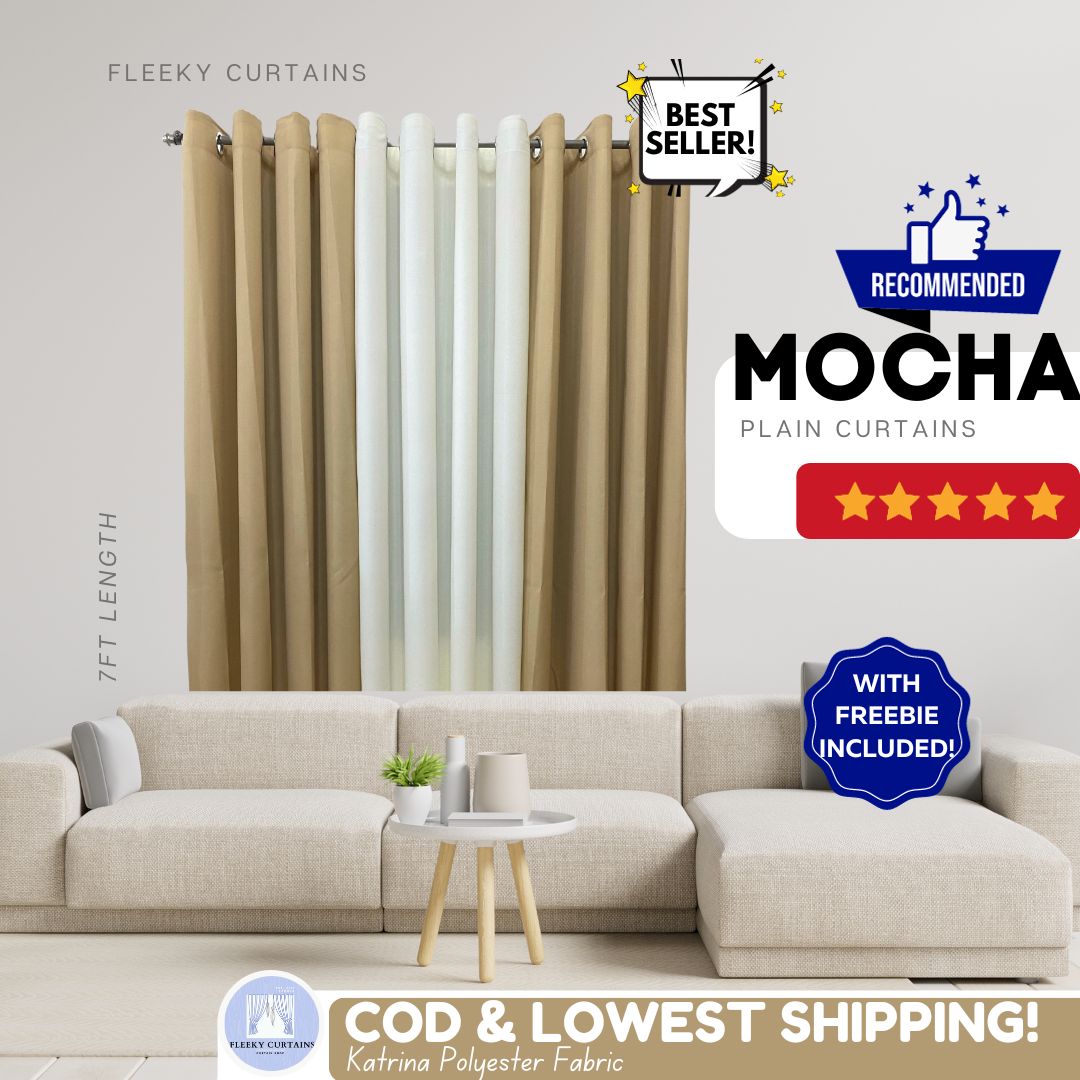 FLEEKY CURTAINS
BEST
SELLER!
RECOMMENDED
MOCHA
PLAIN CURTAINS
7FT LENGTH
WITH
FREEBIE
INCLUDED!
FLEEKY CURTAINS
COD & LOWEST SHIPPING!
Katrina Polyester Fabric